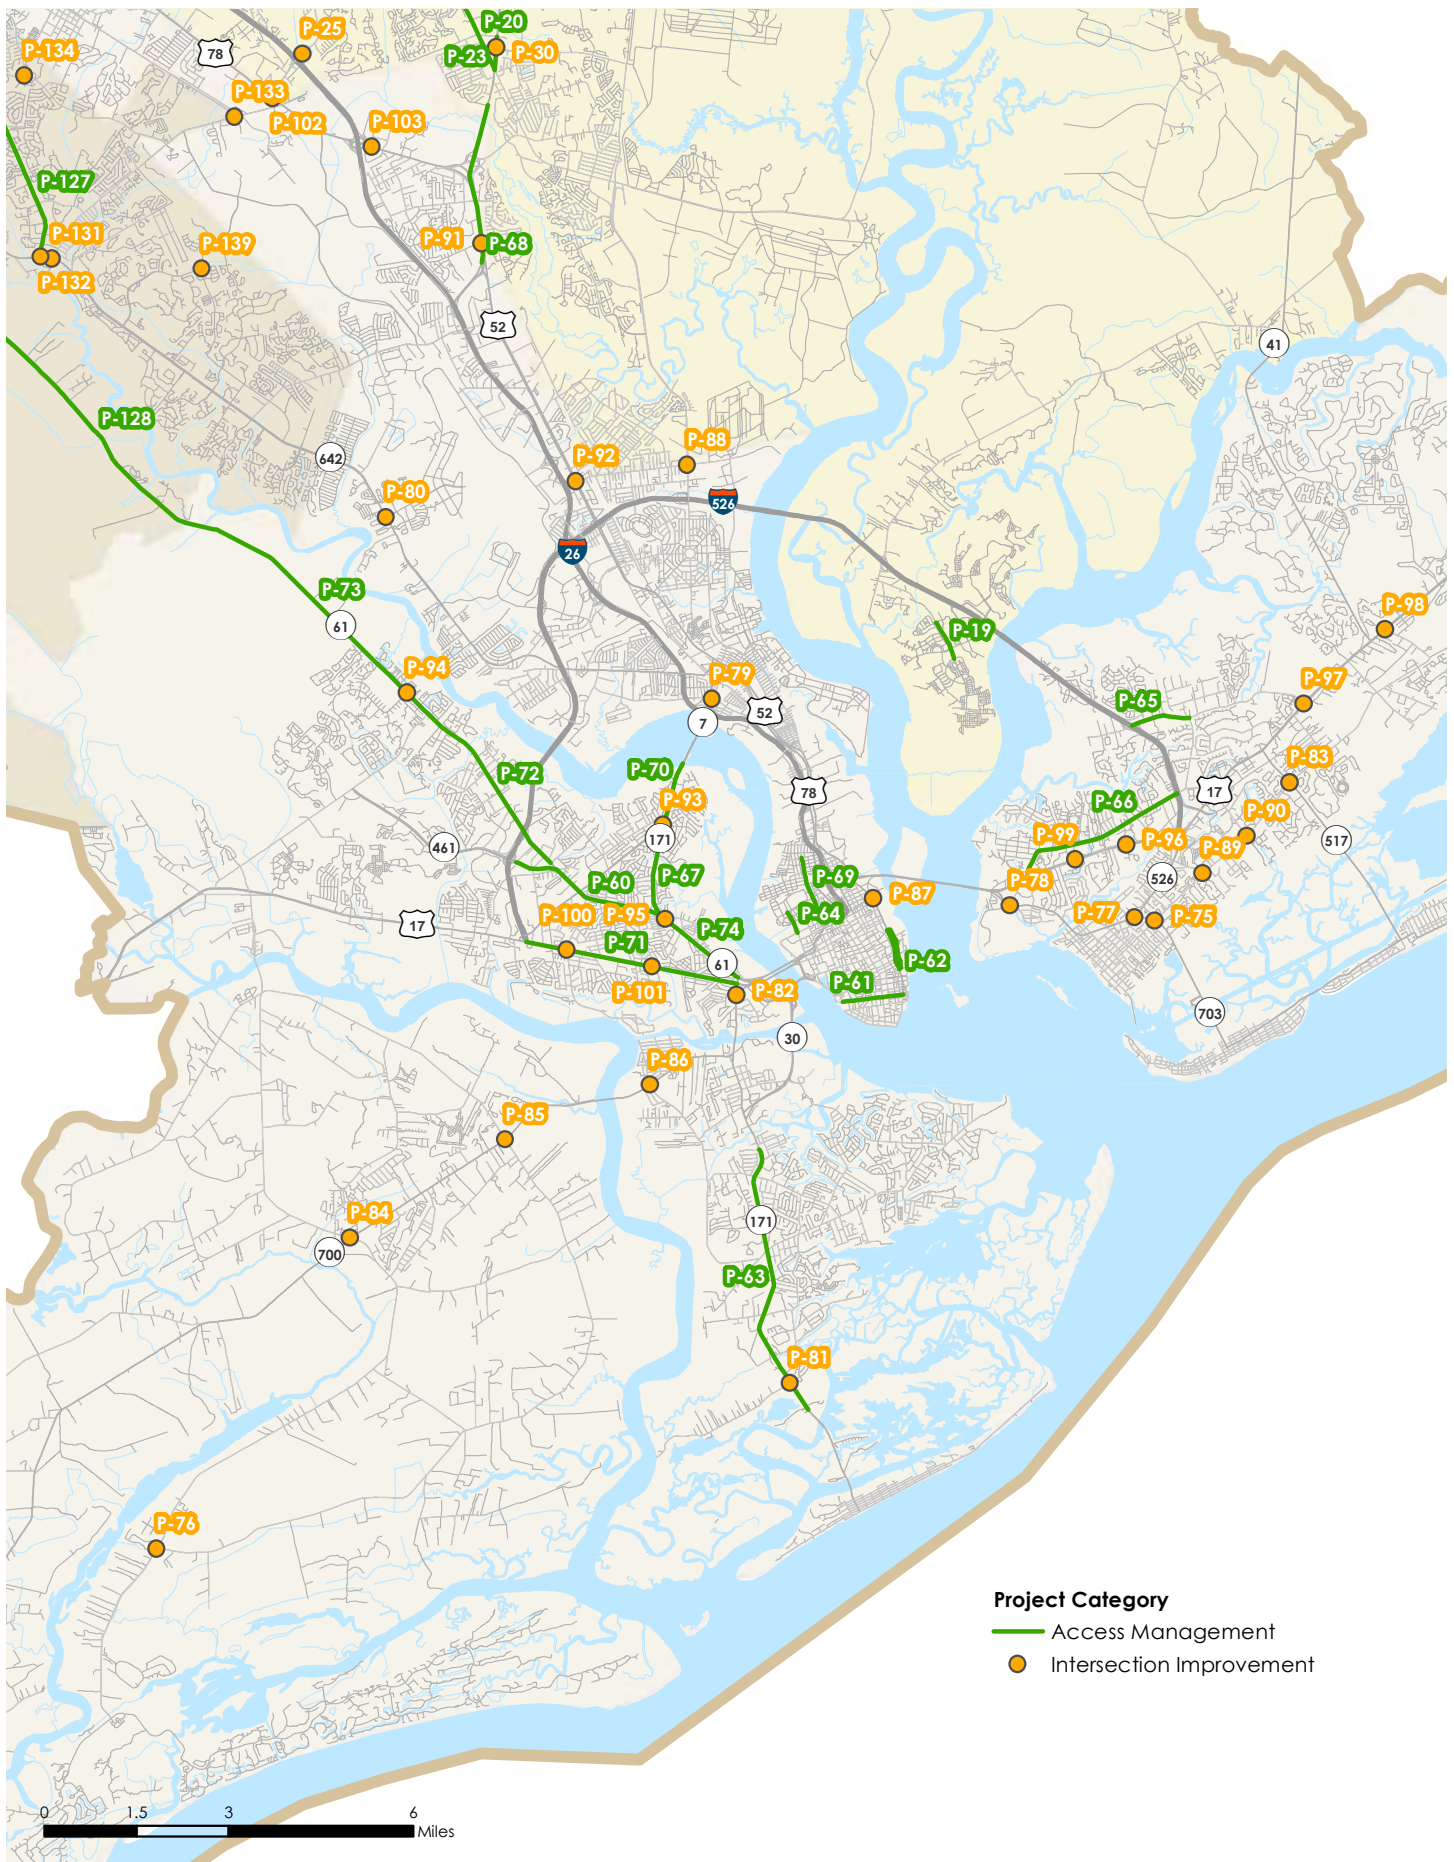 P-20
P-25
P-134
78
P-23
P-30
P-133
P-102
P-103
P-127
P-131
P-139
P-91
P-68
P-132
52
41
P-128
642
P-88
P-92
P-80
526
26
P-73
61
P-98
P-19
P-94
P-79
P-97
7
52
P-65
P-72
P-70
78
P-83
17
P-66
P-93
P-90
171
461
P-99
P-96
517
P-89
P-69
P-67
P-60
526
P-78
P-87
P-100
P-95
P-64
P-77
P-75
17
P-74
P-71
61
P-62
P-61
P-101
P-82
703
30
P-86
P-85
P-84
171
700
P-63
P-81
P-76
Project Category
Access Management
Intersection Improvement
0 1.5 3 6
Miles